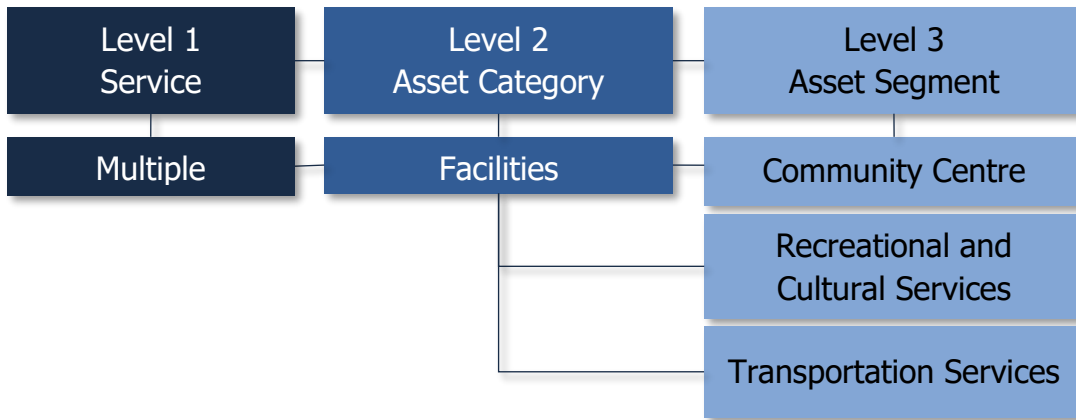 Level 1
Service
Level 2
Asset Category
Level 3
Asset Segment
Multiple
Facilities
Community Centre
Recreational and
Cultural Services
Transportation Services